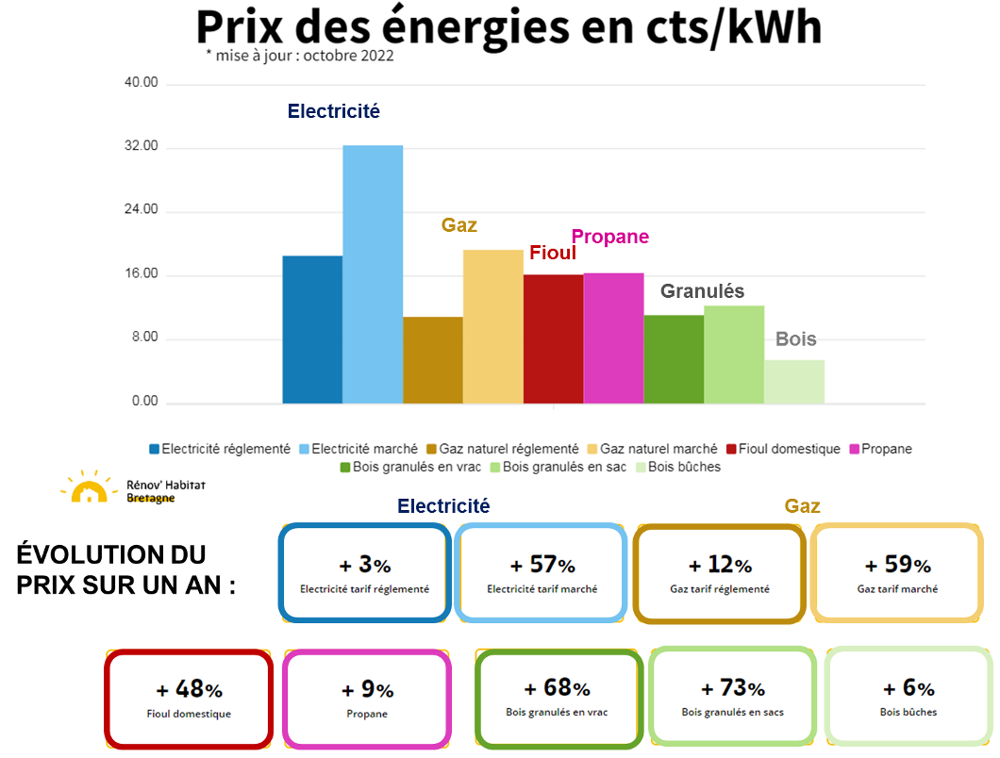 Prix des énergies en cts/kWh
* mise à jour : octobre 2022
40.00
Electricité
32.00
24.00
Gaz
Propane
Fioul
16.00
Granulés
8.00
Bois
0.00
Electricité réglementé Electricité marché Gaz naturel réglementé Gaz naturel marché Fioul domestique Propane
Bois granulés en vrac Bois granulés en sac Bois bûches
Rénov' Habitat
Bretagne
Electricité Gaz
ÉVOLUTION DU
PRIX SUR UN AN :
+ 3% + 57% + 12% + 59%
Electricité tarif réglementé Electricité tarif marché Gaz tarif réglementé Gaz tarif marché
+ 48% + 9% + 68% + 73% + 6%
Fioul domestique Propane Bois granulés en vrac Bois granulés en sacs Bois bûches